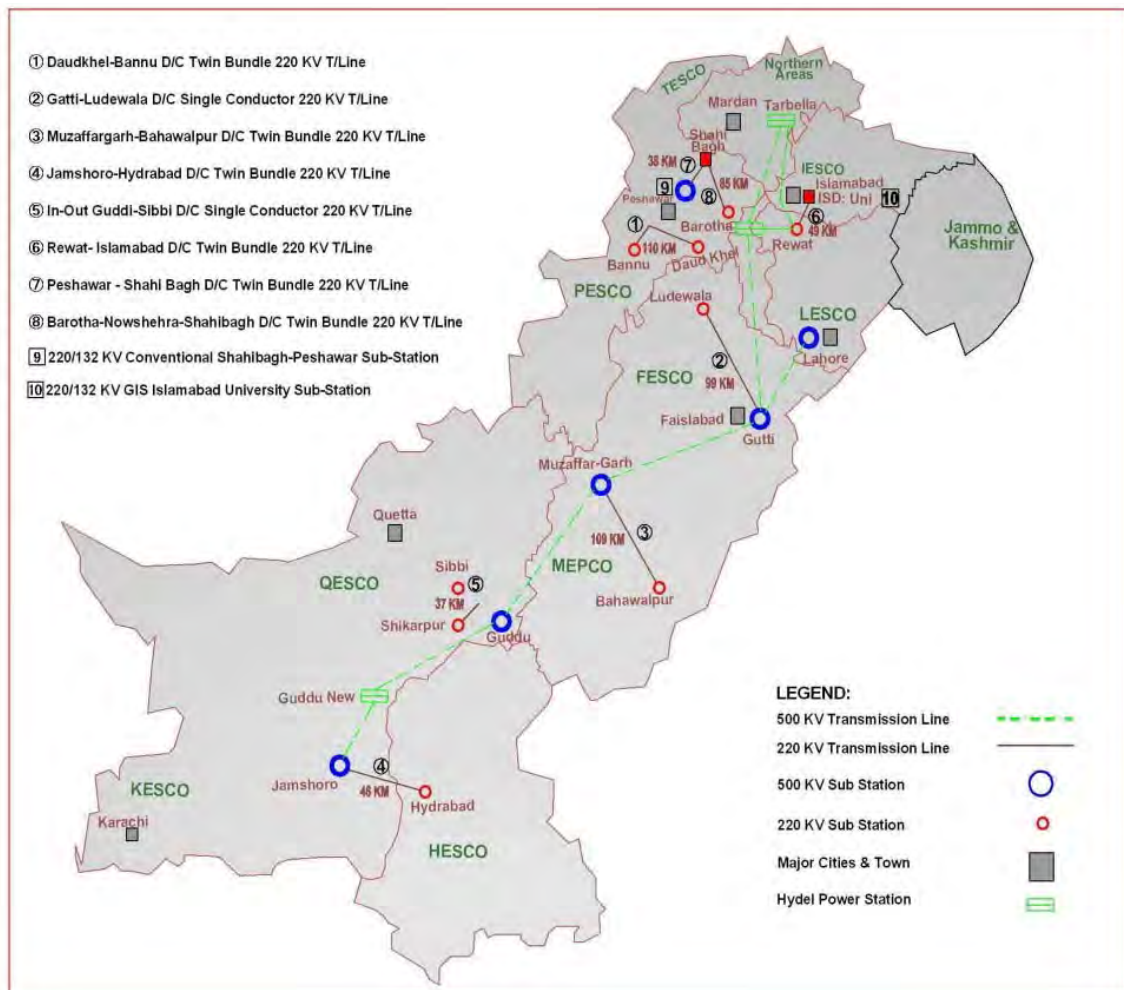 ① Daudkhel-Bannu D/C Twin Bundle 220 KV T/Line
② Gatti-Ludewala D/C Single Conductor 220 KV T/Line
③ Muzaffargarh-Bahawalpur D/C Twin Bundle 220 KV T/Line
④ Jamshoro-Hydrabad D/C Twin Bundle 220 KV T/Line
⑤ In-Out Guddi-Sibbi D/C Single Conductor 220 KV T/Line
⑥ Rewat- Islamabad D/C Twin Bundle 220 KV T/Line
⑦ Peshawar - Shahi Bagh D/C Twin Bundle 220 KV T/Line
⑧ Barotha-Nowshehra-Shahibagh D/C Twin Bundle 220 KV T/Line
9 220/132 KV Conventional Shahibagh-Peshawar Sub-Station
10 220/132 KV GIS Islamabad University Sub-Station
TESCO
Northern
Areas
Mardan
Tarbella
Shahi
Bagh
38 KM
⑦
IESCO
9
85 KM
⑧
Islamabad
ISD: Uni
10
Peshawar
①
Barotha
⑥
49 KM
Rewat
Jammo &
Kashmir
110 KM
Bannu
Daud Khel
PESCO
Ludewala
LESCO
Lahore
②
FESCO
99 KM
Faislabad
Gutti
Muzaffar-Garh
Quetta
③
109 KM
MEPCO
Sibbi
QESCO
⑤
37 KM
Bahawalpur
Shikarpur
Guddu
Guddu New
④
Jamshoro
46 KM
Hydrabad
KESCO
Karachi
HESCO
LEGEND:
500 KV Transmission Line
220 KV Transmission Line
500 KV Sub Station
220 KV Sub Station
Major Cities & Town
Hydel Power Station